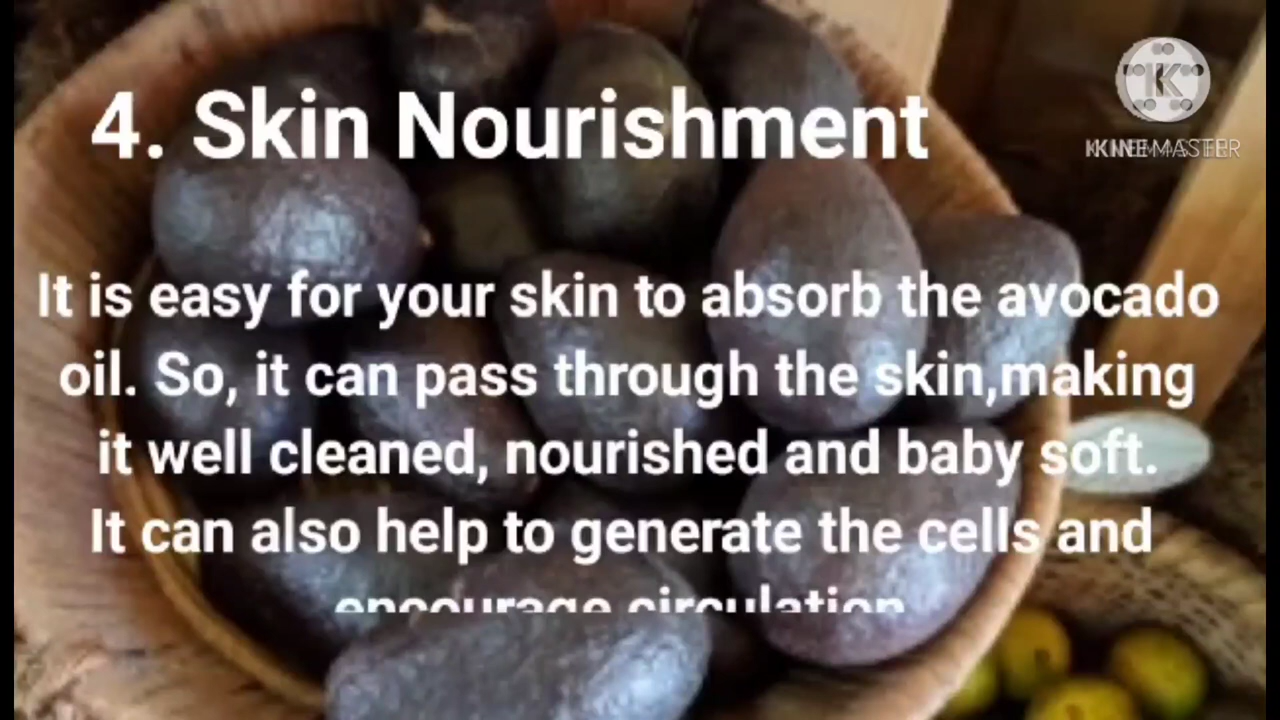 4. Skin Nourishment
KINEMASTER
It is easy for your skin to absorb the avocado
oil. So, it can pass through the skin,making
it well cleaned, nourished and baby soft.
It can also help to generate the cells and
encourage circulation